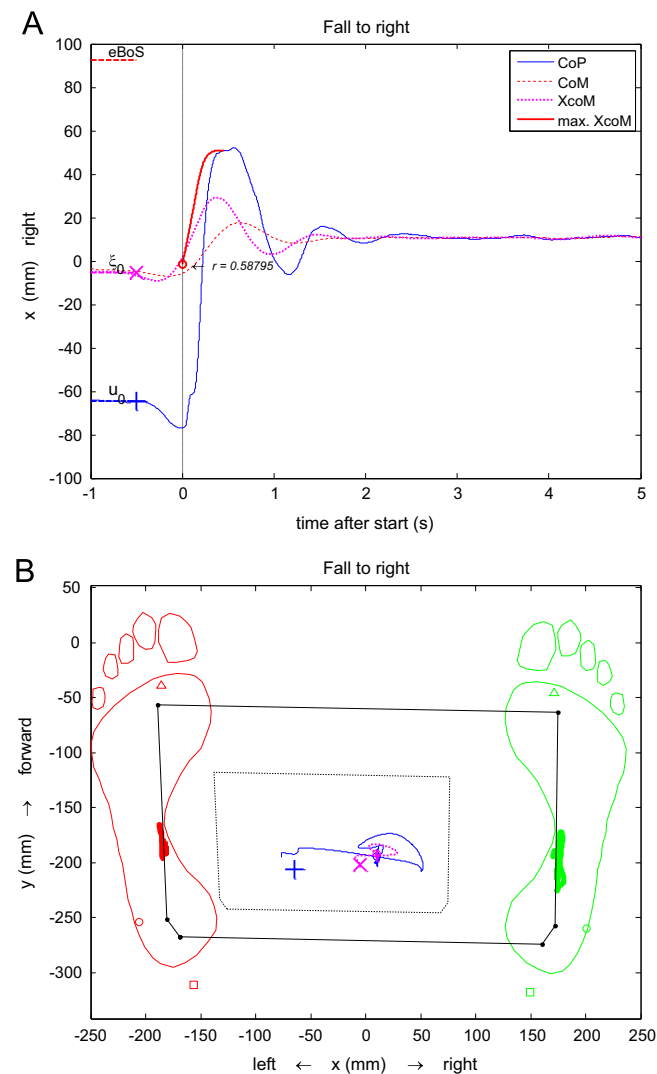 A
Fall to right
100
80
60
40
20
0
-20
-40
-60
-80
-100
x (mm) right
eBoS
ξ0
u0
← r = 0.58795
CoP
CoM
XcoM
max. XcoM
-1 0 1 2 3 4 5
time after start (s)
B
Fall to right
50
0
-50
-100
-150
-200
-250
-300
y (mm) → forward
-250 -200 -150 -100 -50 0 50 100 150 200 250
left ← x (mm) → right